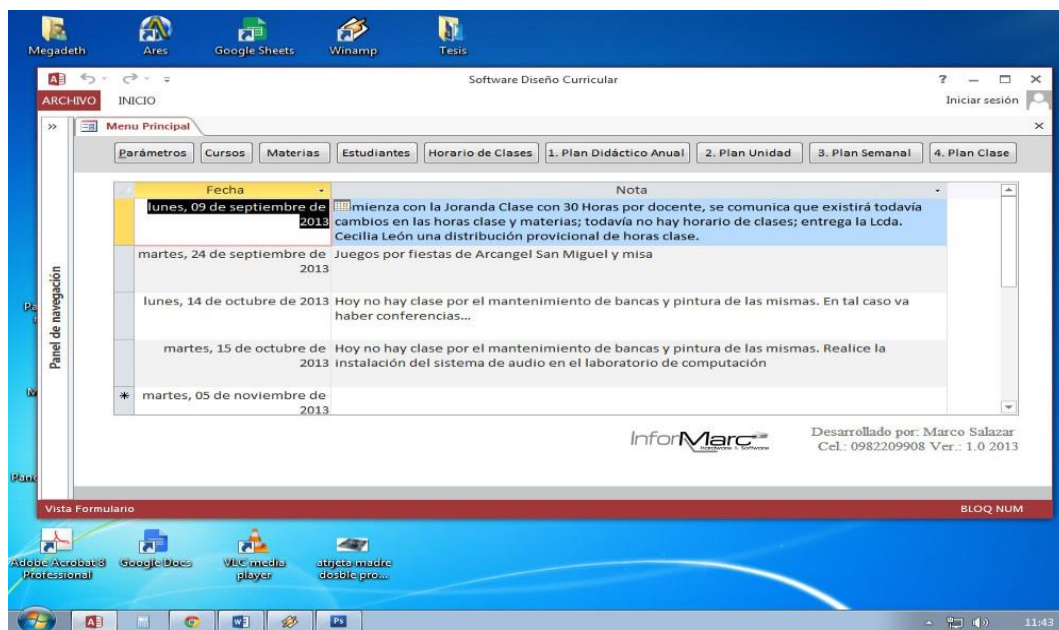 Megadeth
Ares
Google Sheets
Winamp
Tesis
Software Diseño Curricular
?
ARCHIVO
INICIO
Iniciar sesión
Menu Principal
Parámetros
Cursos
Materias
Estudiantes
Horario de Clases
1. Plan Didáctico Anual
2. Plan Unidad
3. Plan Semanal
4. Plan Clase
Panel de navegación
Fecha
Nota
lunes, 09 de septiembre de
2013
mienza con la Joranda Clase con 30 Horas por docente, se comunica que existirá todavía
cambios en las horas clase y materias; todavía no hay horario de clases; entrega la Lcda.
Cecilia León una distribución provicional de horas clase.
martes, 24 de septiembre de
2013
Juegos por fiestas de Arcangel San Miguel y misa
lunes, 14 de octubre de 2013
Hoy no hay clase por el mantenimiento de bancas y pintura de las mismas. En tal caso va
haber conferencias...
martes, 15 de octubre de
2013
Hoy no hay clase por el mantenimiento de bancas y pintura de las mismas. Realice la
instalación del sistema de audio en el laboratorio de computación
martes, 05 de noviembre de
2013
InforMarc
Hardware & Software
Desarrollado por: Marco Salazar
Cel.: 0982209908 Ver.: 1.0 2013
Vista Formulario
BLOQ NUM
Adobe Acrobat 8
Professional
Google Docs
VLC media
player
madre
pro...
11:43